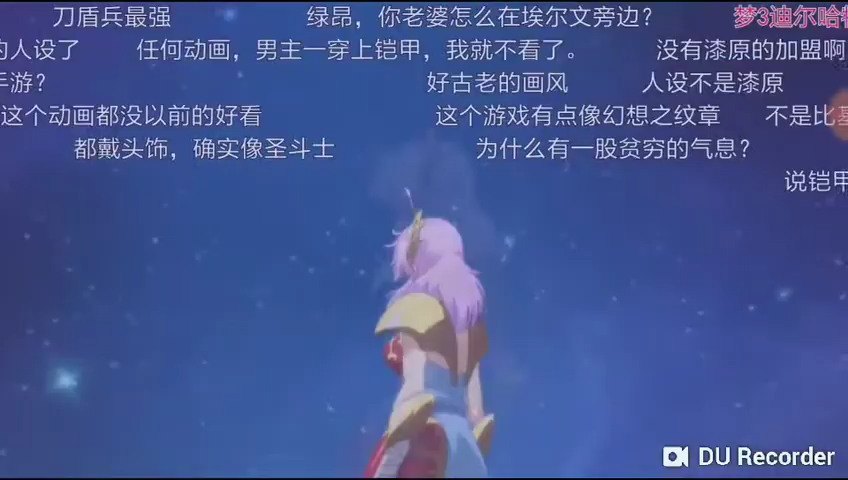 刀盾兵最强 绿昂，你老婆怎么在埃尔文旁边？ 梦3迪尔哈特
的人设了 任何动画，男主一穿上铠甲，我就不看了。 没有漆原的加盟啊
手游？ 好古老的画风 人设不是漆原
这个动画都没以前的好看 这个游戏有点像幻想之纹章 不是比基
都戴头饰，确实像圣斗士 为什么有一股贫穷的气息？
说铠甲
DU Recorder